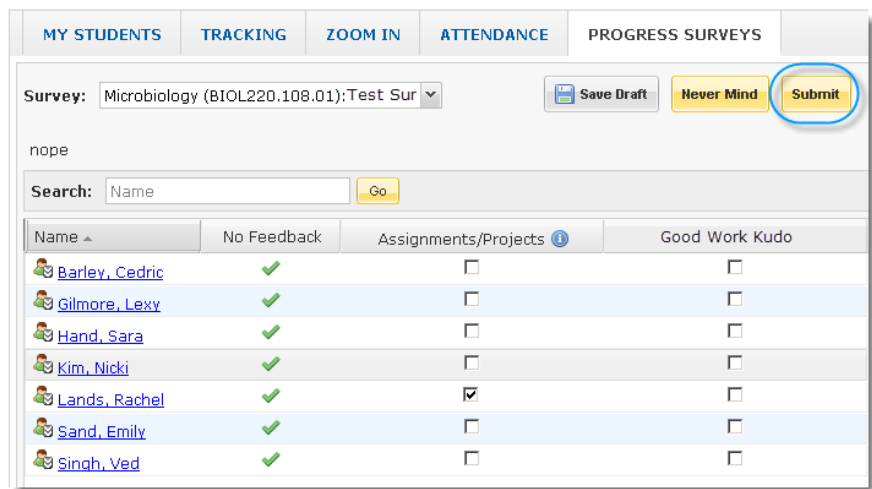 MY STUDENTS TRACKING ZOOM IN ATTENDANCE PROGRESS SURVEYS
Survey: Microbiology (BIOL220.108.01):Test Sur Save Draft Never Mind Submit
nope
Search: Name Go
Name No Feedback Assignments/Projects Good Work Kudo
Barley, Cedric
Gilmore, Lexy
Hand, Sara
Kim, Nicki
Lands, Rachel
Sand, Emily
Singh, Ved